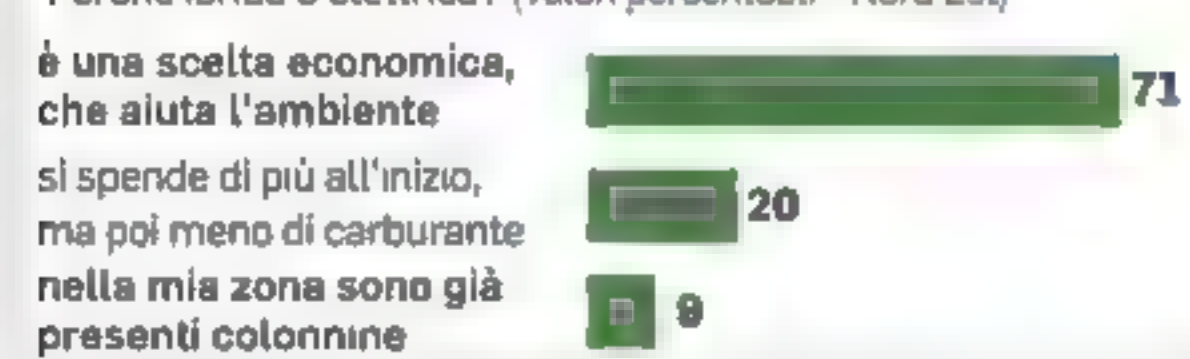 è una scelta economica,
che aiuta l'ambiente
71
si spende di più all'inizio,
ma poi meno di carburante
20
nella mia zona sono già
presenti colonnine
9